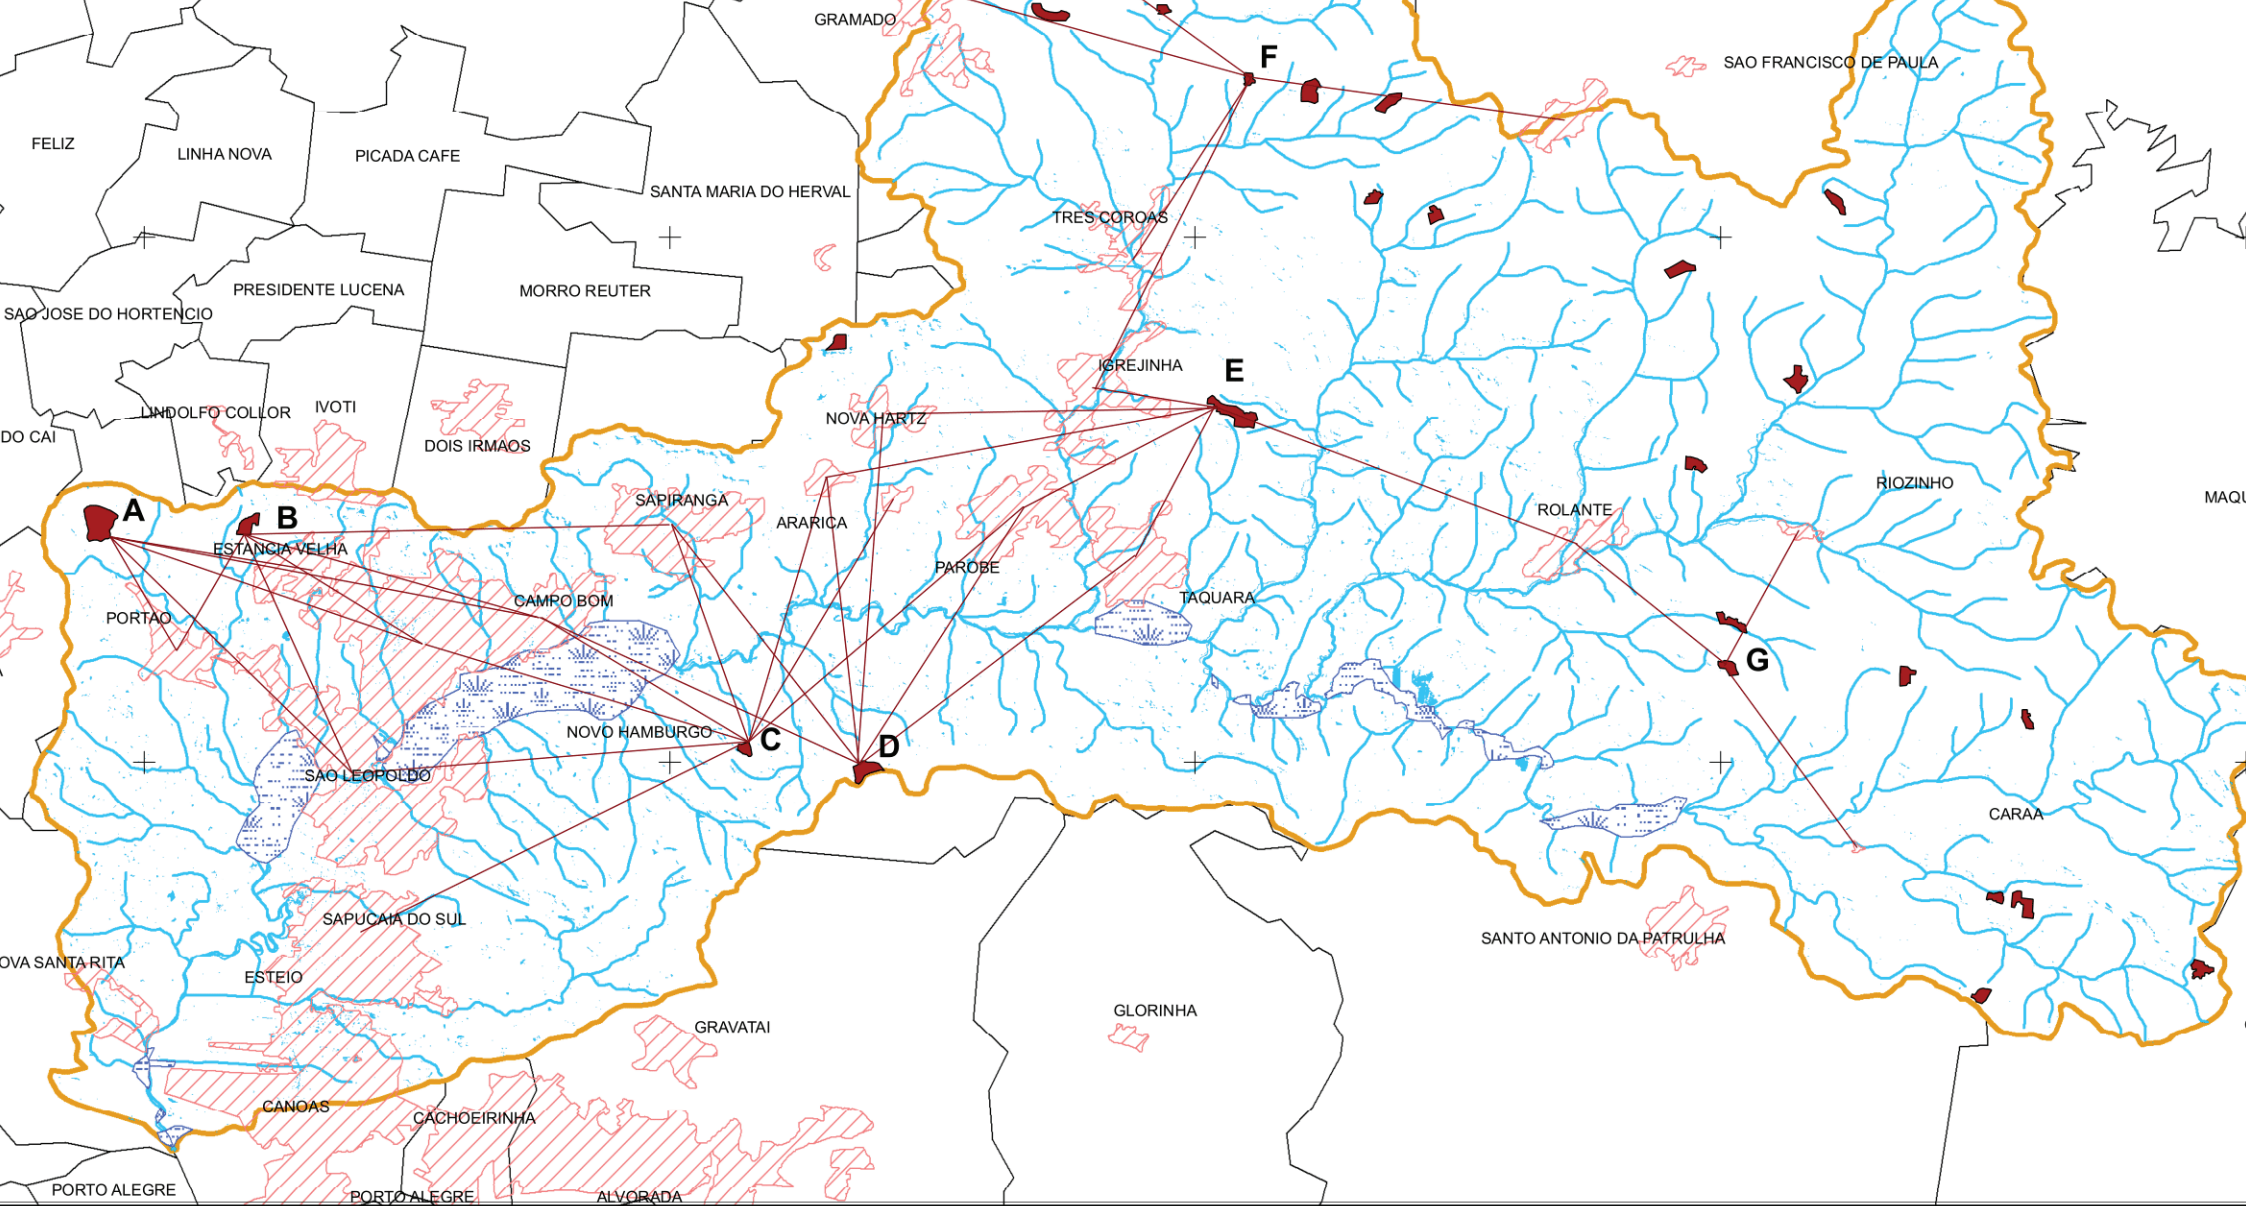 GRAMADO
F
SAO FRANCISCO DE PAULA
FELIZ
LINHA NOVA
PICADA CAFE
SANTA MARIA DO HERVAL
TRES COROAS
PRESIDENTE LUCENA
MORRO REUTER
SAO JOSE DO HORTENCIO
IGREJINHA
E
LINDOLFO COLLOR
IVOTI
NOVA HARTZ
DO CAI
DOIS IRMAOS
RIOZINHO
MAQU
SAPIRANGA
A
B
ARARICA
ROLANTE
ESTANCIA VELHA
PAROBE
CAMPO BOM
TAQUARA
PORTAO
G
NOVO HAMBURGO
C
D
SAO LEOPOLDO
CARAA
SAPUCAIA DO SUL
SANTO ANTONIO DA PATRULHA
OVA SANTA RITA
ESTEIO
GLORINHA
GRAVATAI
CANOAS
CACHOEIRINHA
PORTO ALEGRE
PORTO ALEGRE
ALVORADA